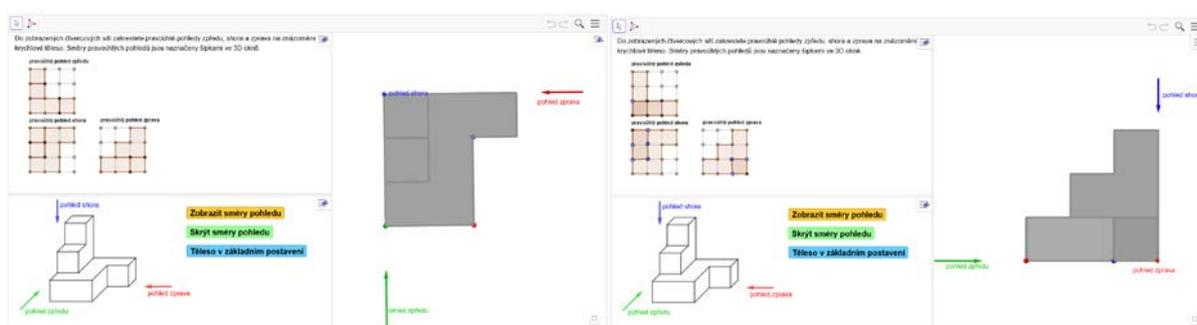 Do zobrazených čtvercových sítí zakreslete pravoúhlé pohledy zpředu, shora a zprava na znázorněné
krychlové těleso. Směry pravoúhlých pohledů jsou naznačeny šipkami ve 3D okně.
pravoúhlý pohled zpředu
pravoúhlý pohled shora
pravoúhlý pohled zprava
pohled shora
Zobrazit směry pohledu
Skrýt směry pohledu
Těleso v základním postavení
pohled zprava
pohled zpředu
pohled shora
pohled zprava
pohled zpředu
Do zobrazených čtvercových sítí zakreslete pravoúhlé pohledy zpředu, shora a zprava na znázorněné
krychlové těleso. Směry pravoúhlých pohledů jsou naznačeny šipkami ve 3D okně.
pravoúhlý pohled zpředu
pravoúhlý pohled shora
pravoúhlý pohled zprava
pohled shora
Zobrazit směry pohledu
Skrýt směry pohledu
Těleso v základním postavení
pohled zprava
pohled zpředu
pohled shora
pohled zpředu
pohled zprava